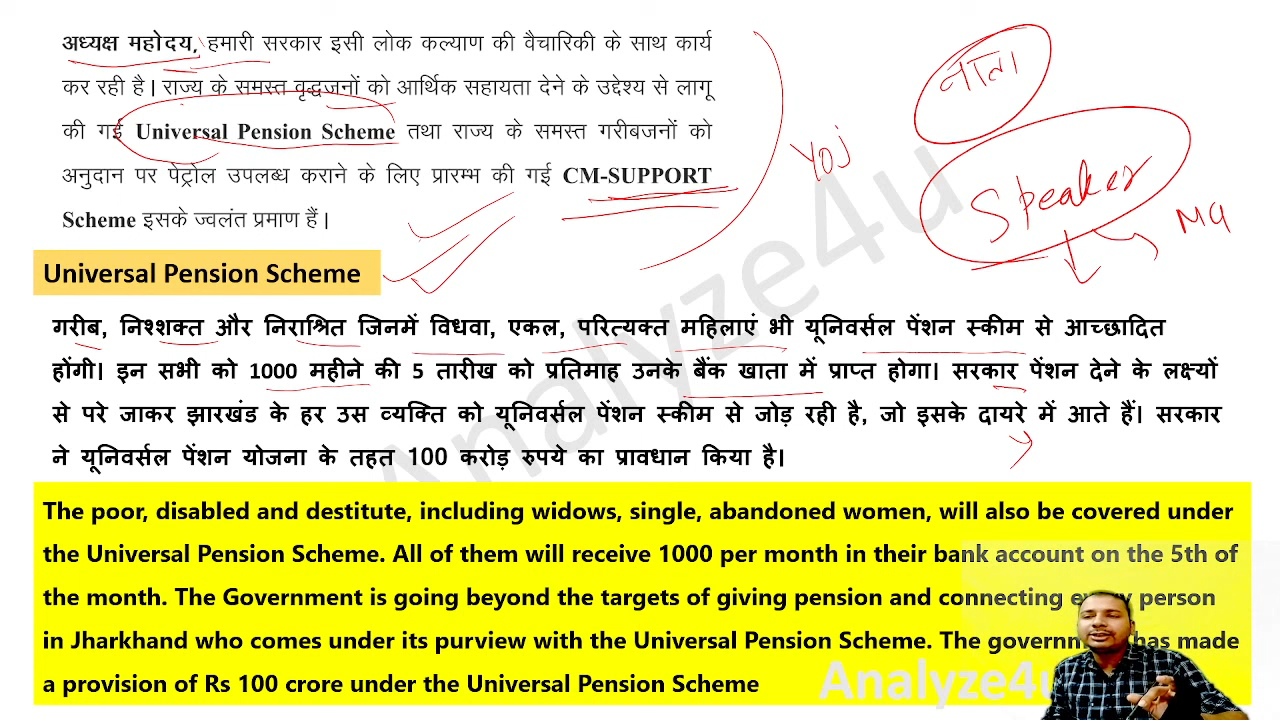 अध्यक्ष महोदय, हमारी सरकार इसी लोक कल्याण की वैचारिकी के साथ कार्य
कर रही है। राज्य के समस्त वृद्धजनों को आर्थिक सहायता देने के उद्देश्य से लागू
की गई Universal Pension Scheme तथा राज्य के समस्त गरीबजनों को
अनुदान पर पेट्रोल उपलब्ध कराने के लिए प्रारम्भ की गई CM-SUPPORT
Scheme इसके ज्वलंत प्रमाण हैं।
Speaker
Universal Pension Scheme
गरीब, निश्शक्त और निराश्रित जिनमें विधवा, एकल, परित्यक्त महिलाएं भी यूनिवर्सल पेंशन स्कीम से आच्छादित
होंगी। इन सभी को 1000 महीने की 5 तारीख को प्रतिमाह उनके बैंक खाता में प्राप्त होगा। सरकार पेंशन देने के लक्ष्यों
से परे जाकर झारखंड के हर उस व्यक्ति को यूनिवर्सल पेंशन स्कीम से जोड़ रही है, जो इसके दायरे में आते हैं। सरकार
ने यूनिवर्सल पेंशन योजना के तहत 100 करोड़ रुपये का प्रावधान किया है।
The poor, disabled and destitute, including widows, single, abandoned women, will also be covered under
the Universal Pension Scheme. All of them will receive 1000 per month in their bank account on the 5th of
the month. The Government is going beyond the targets of giving pension and connecting every person
in Jharkhand who comes under its purview with the Universal Pension Scheme. The government has made
a provision of Rs 100 crore under the Universal Pension Scheme
Analyze4u
Analyze4u